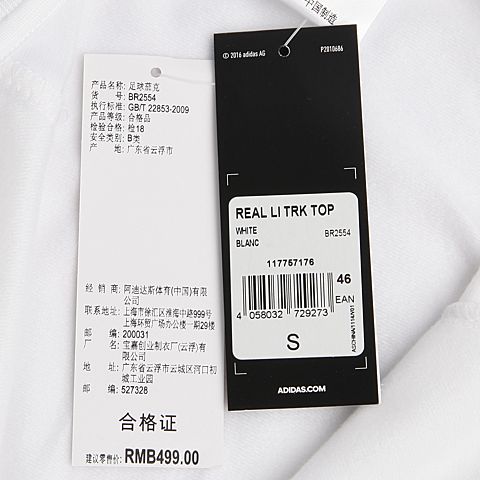 中国制造
产品名称: 足球茄克
货 号: BR2554
执行标准: GB/T 22853-2009
产品等级: 合格品
检验合格: 检18
安全类别: B类
产 地: 广东省云浮市
经 销 商: 阿迪达斯体育(中国)有限
公司
联系地址: 上海市徐汇区淮海中路999号
上海环贸广场办公楼一期29楼
邮 编: 200031
厂 家: 宝嘉创业制衣厂(云浮)有
限公司
地 址: 广东省云浮市云城区河口初
城工业园
邮 编: 527328
合格证
建议零售价: RMB499.00
© 2016 adidas AG
P2010686
REAL LI TRK TOP
WHITE
BLANC
BR2554
117757176
46
EAN
4 058032 729273
S
ADIDAS.COM